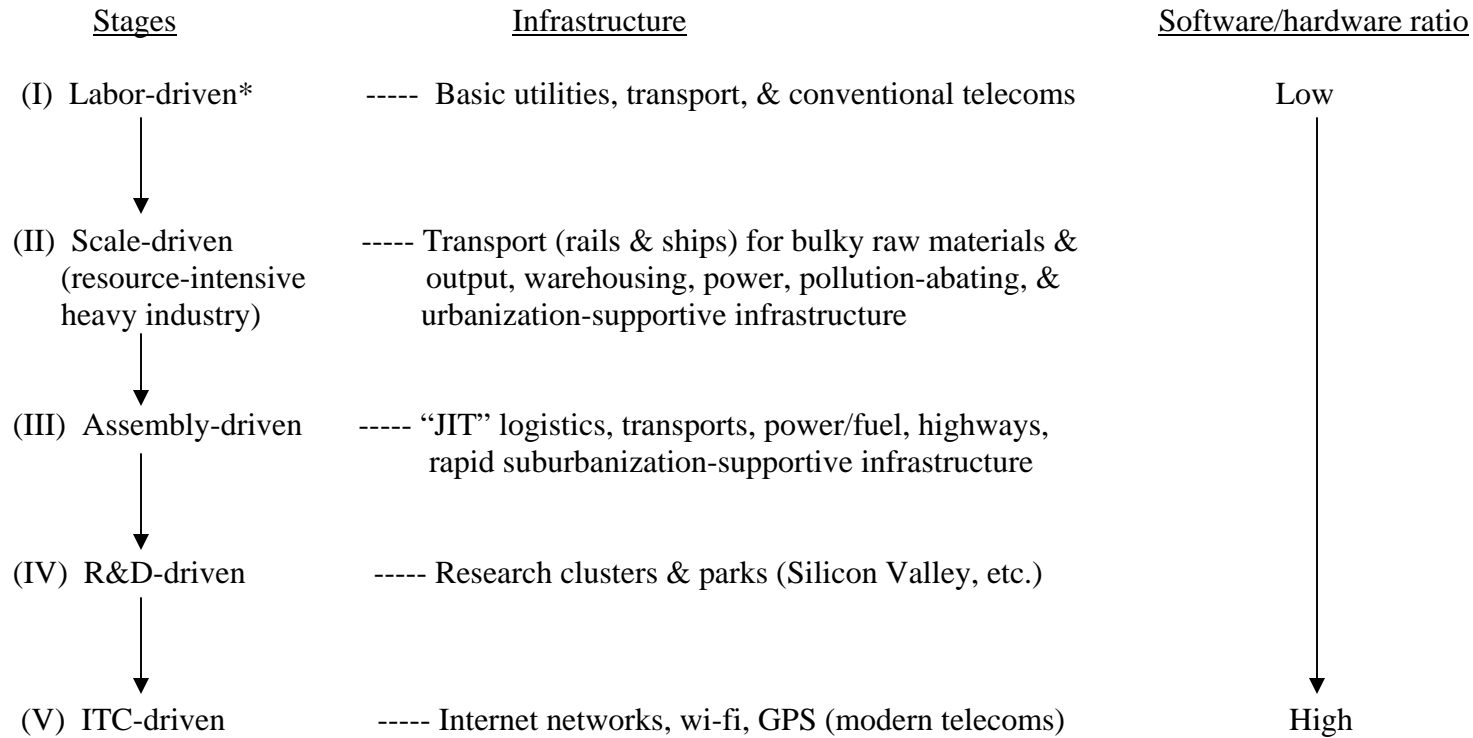 Stages Infrastructure Software/hardware ratio
(I) Labor-driven* ----- Basic utilities, transport, & conventional telecoms Low
(II) Scale-driven ----- Transport (rails & ships) for bulky raw materials &
(resource-intensive output, warehousing, power, pollution-abating, &
heavy industry) urbanization-supportive infrastructure
(III) Assembly-driven ----- “JIT” logistics, transports, power/fuel, highways,
rapid suburbanization-supportive infrastructure
(IV) R&D-driven ----- Research clusters & parks (Silicon Valley, etc.)
(V) ITC-driven ----- Internet networks, wi-fi, GPS (modern telecoms) High